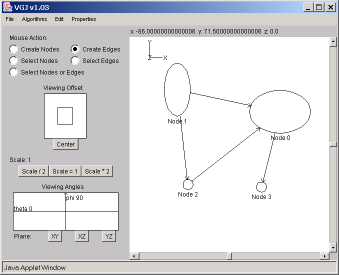 VGJ v1.03
File Algorithms Edit Properties
Mouse Action:
Create Nodes Create Edges
Select Nodes Select Edges
Select Nodes or Edges
Viewing Offset
Center
Scale: 1
Scale / 2 Scale = 1 Scale * 2
Viewing Angles
phi 90
theta 0
Plane: XY XZ YZ
x -86.00000000000006 y 71.50000000000006 z 0.0
Y
X
Node 1
Node 0
Node 2
Node 3
Java Applet Window